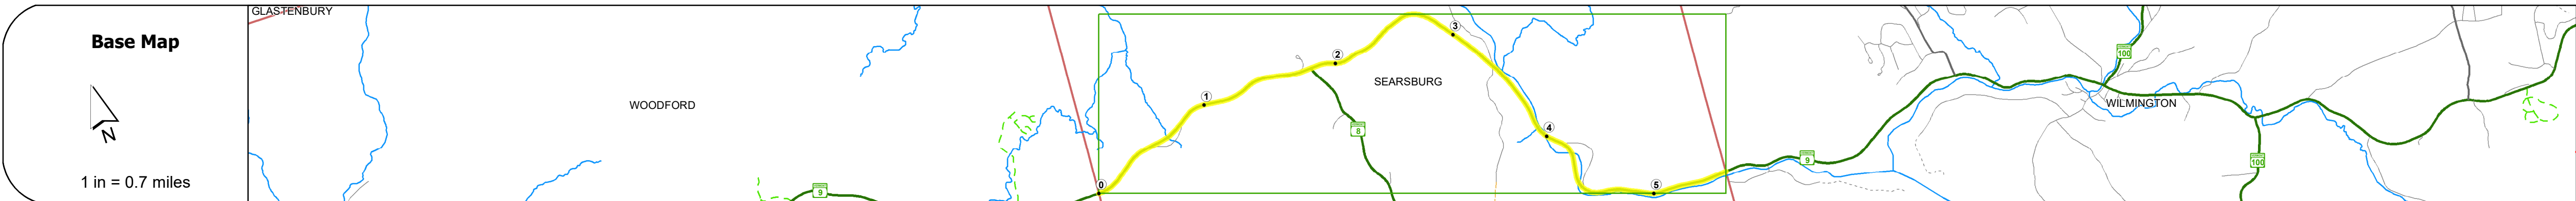 Base Map
N
1 in = 0.7 miles
GLASTENBURY
WOODFORD
9
0
1
2
3
4
5
8
SEARSBURG
9
100
WILMINGTON
100